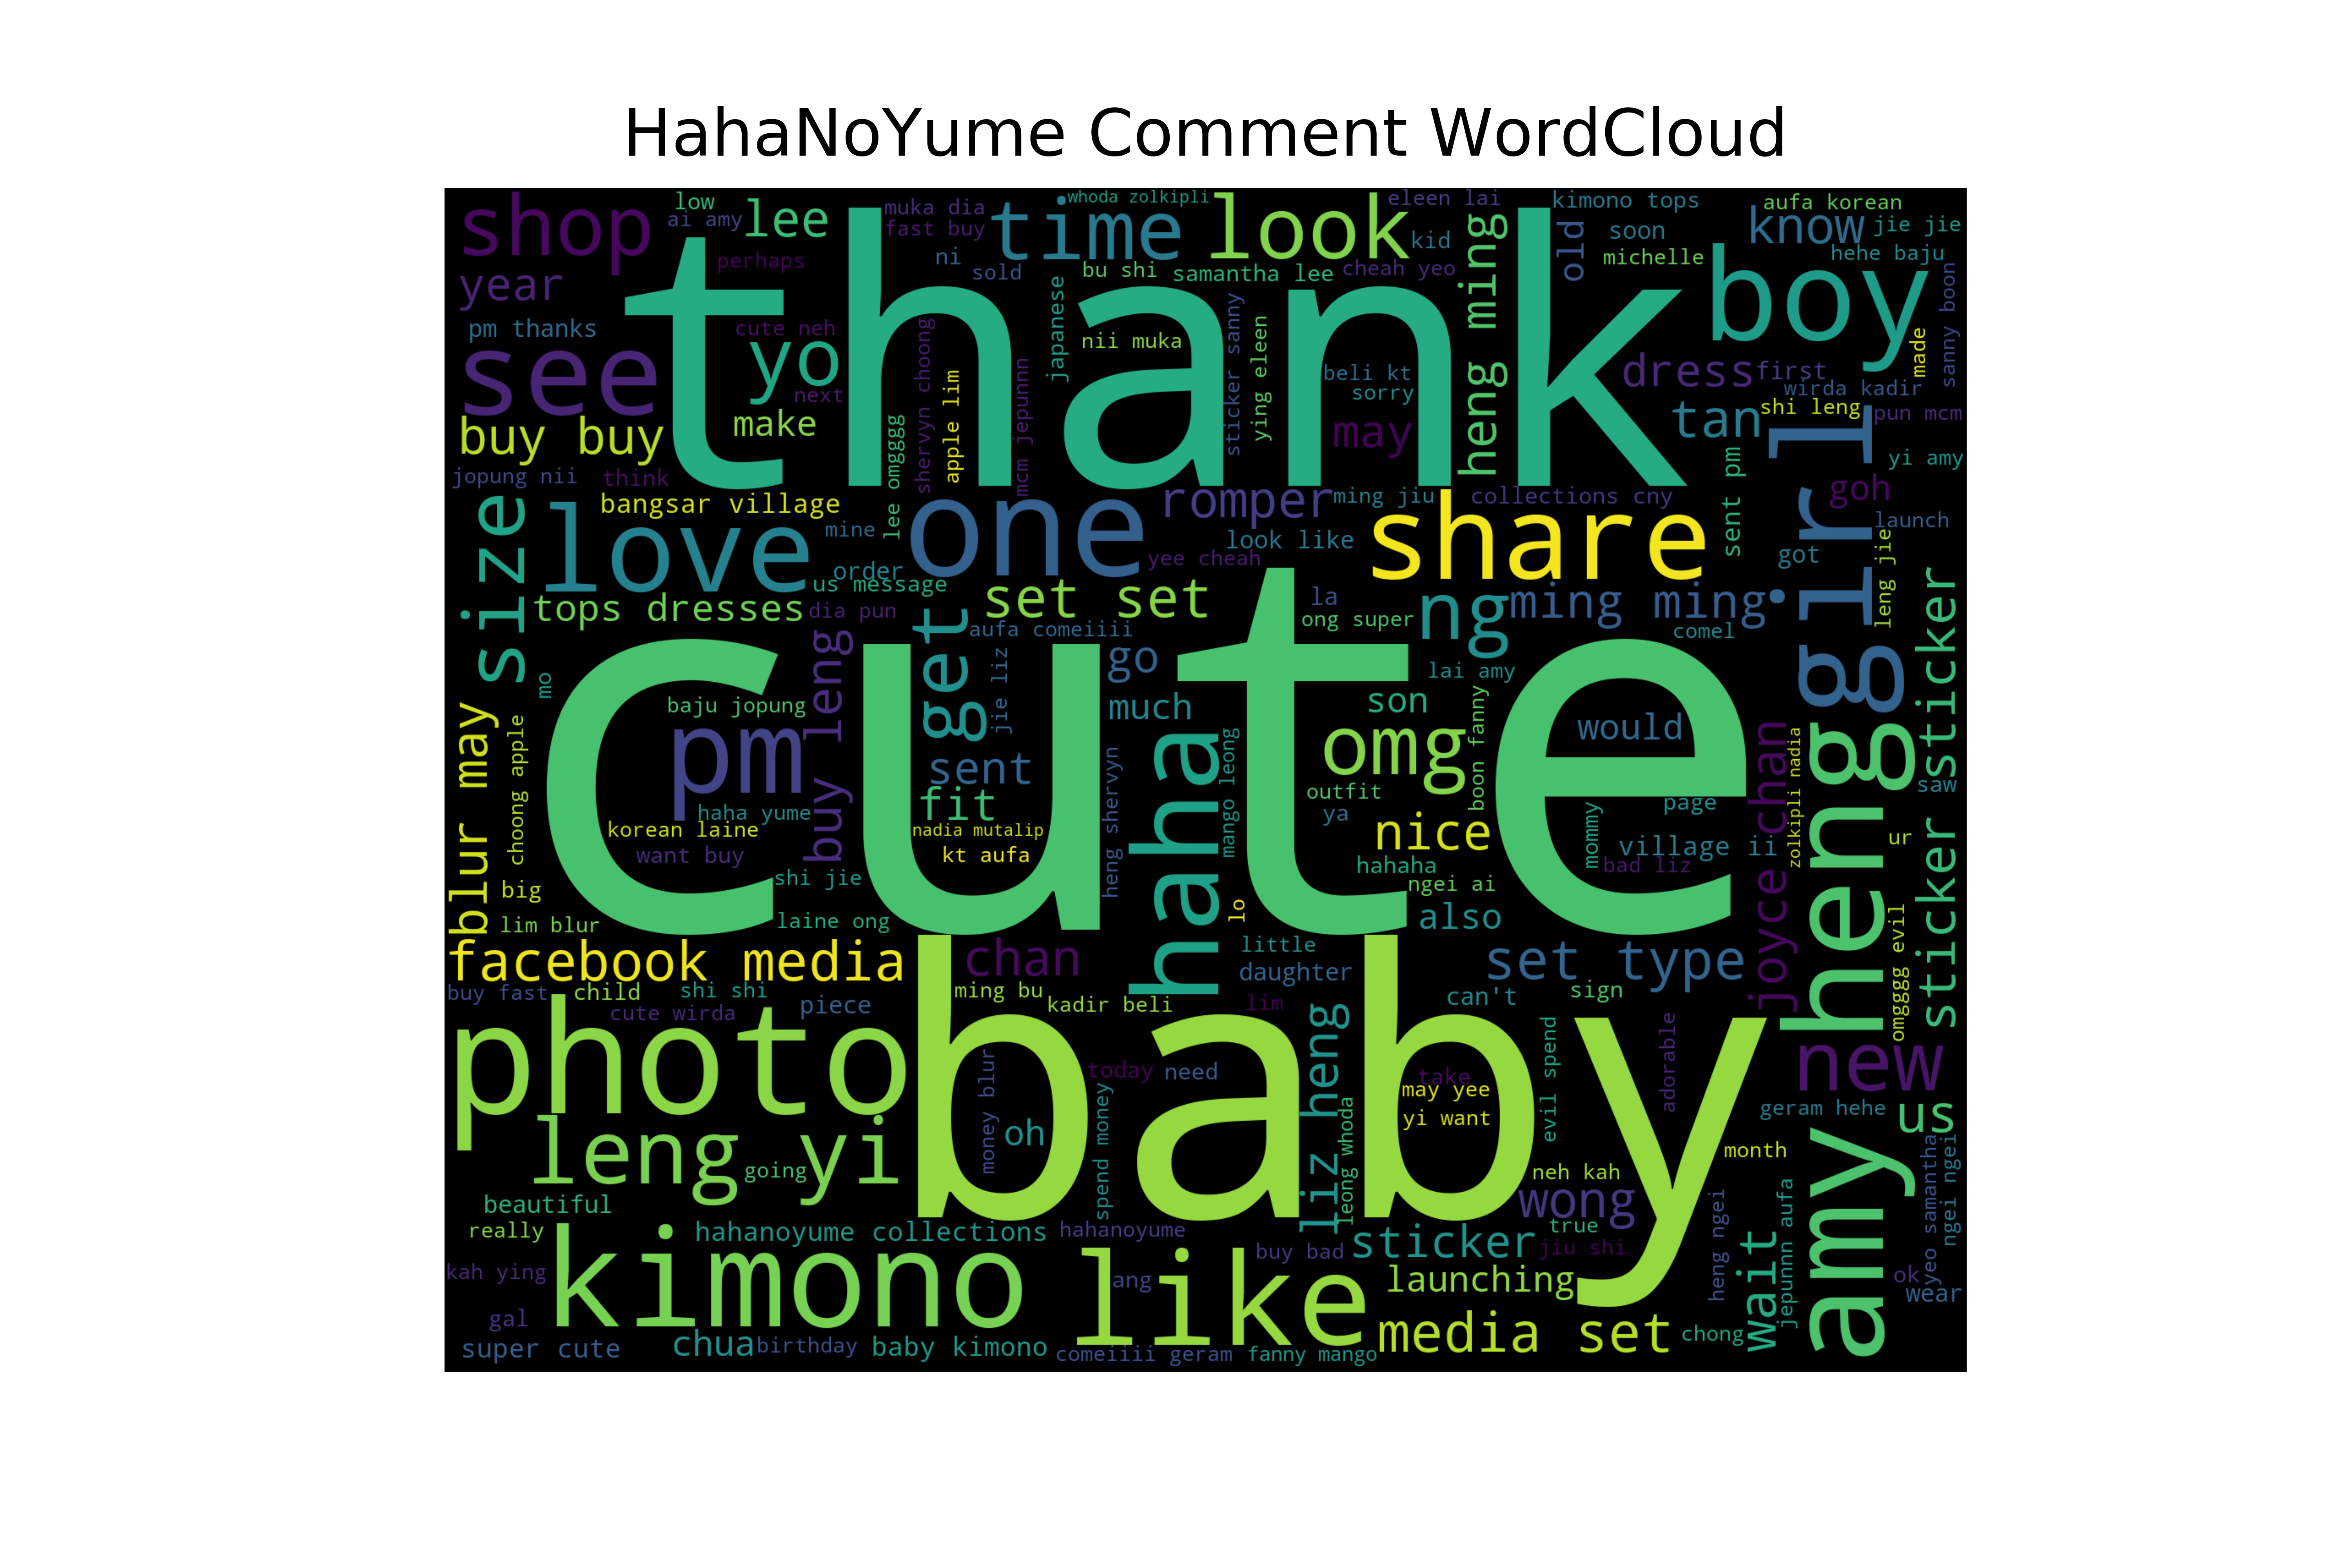 HahaNoYume Comment WordCloud
shop
low
ai amy
lee
muka dia
fast buy
time
whoda zolkipli
look
eleen lai
kid
kimono tops
soon
michelle
aufa korean
know
jie jie
hehe baju
year
perhaps
ni
sold
bu shi
samantha lee
cheah yeo
heng ming
old
boy
thank
pm thanks
cute neh
yo
next
see
make
buy buy
japanese
nii muka
sticker sanny
ying eleen
beli kt
sorry
may
dress
first
wirda kadir
made
sanny boon
tan
shi leng
pun mcm
girl
yi amy
jopung nii
think
lee omgggg
shervyn choong
apple lim
mcm jepunnn
size
bangsar village
love
mine
order
us message
one
romper
ming jiu
look like
yee cheah
collections cny
share
sent pm
goh
launch
got
leng jie
tops dresses
dia pun
get
set set
aufa comeiiii
la
ong super
ng
ming ming
comel
sticker sticker
mo
cute
buy leng
jie liz
go
much
lai amy
son
boon fanny
blur may
choong apple
baju jopung
pm
haha yume
korean laine
want buy
sent
fit
nadia mutalip
kt aufa
heng shervyn
haha
mango leong
omg
outfit
ya
nice
hahaha
ngei ai
would
page
mommy
village ii
bad liz
joyce chan
zolkipli nadia
heng
saw
ur
big
shi jie
lim blur
laine ong
lo
also
omgggg evil
facebook media
chan
little
daughter
set type
buy fast
child
shi shi
cute wirda
piece
ming bu
kadir beli
lim
can't
sign
photo
baby
money blur
today
need
spend money
liz heng
leong whoda
take
may yee
yi want
evil spend
adorable
new
geram hehe
us
leng yi
going
oh
month
neh kah
wong
amy
beautiful
really
hahanoyume collections
hahanoyume
buy bad
sticker
true
jiu shi
heng ngei
wait
jepunnn aufa
yeo samantha
ngei ngei
kah ying
kimono
ang
like
launching
ok
wear
gal
super cute
chua
birthday
baby kimono
comeiiii geram
fanny mango
media set
chong